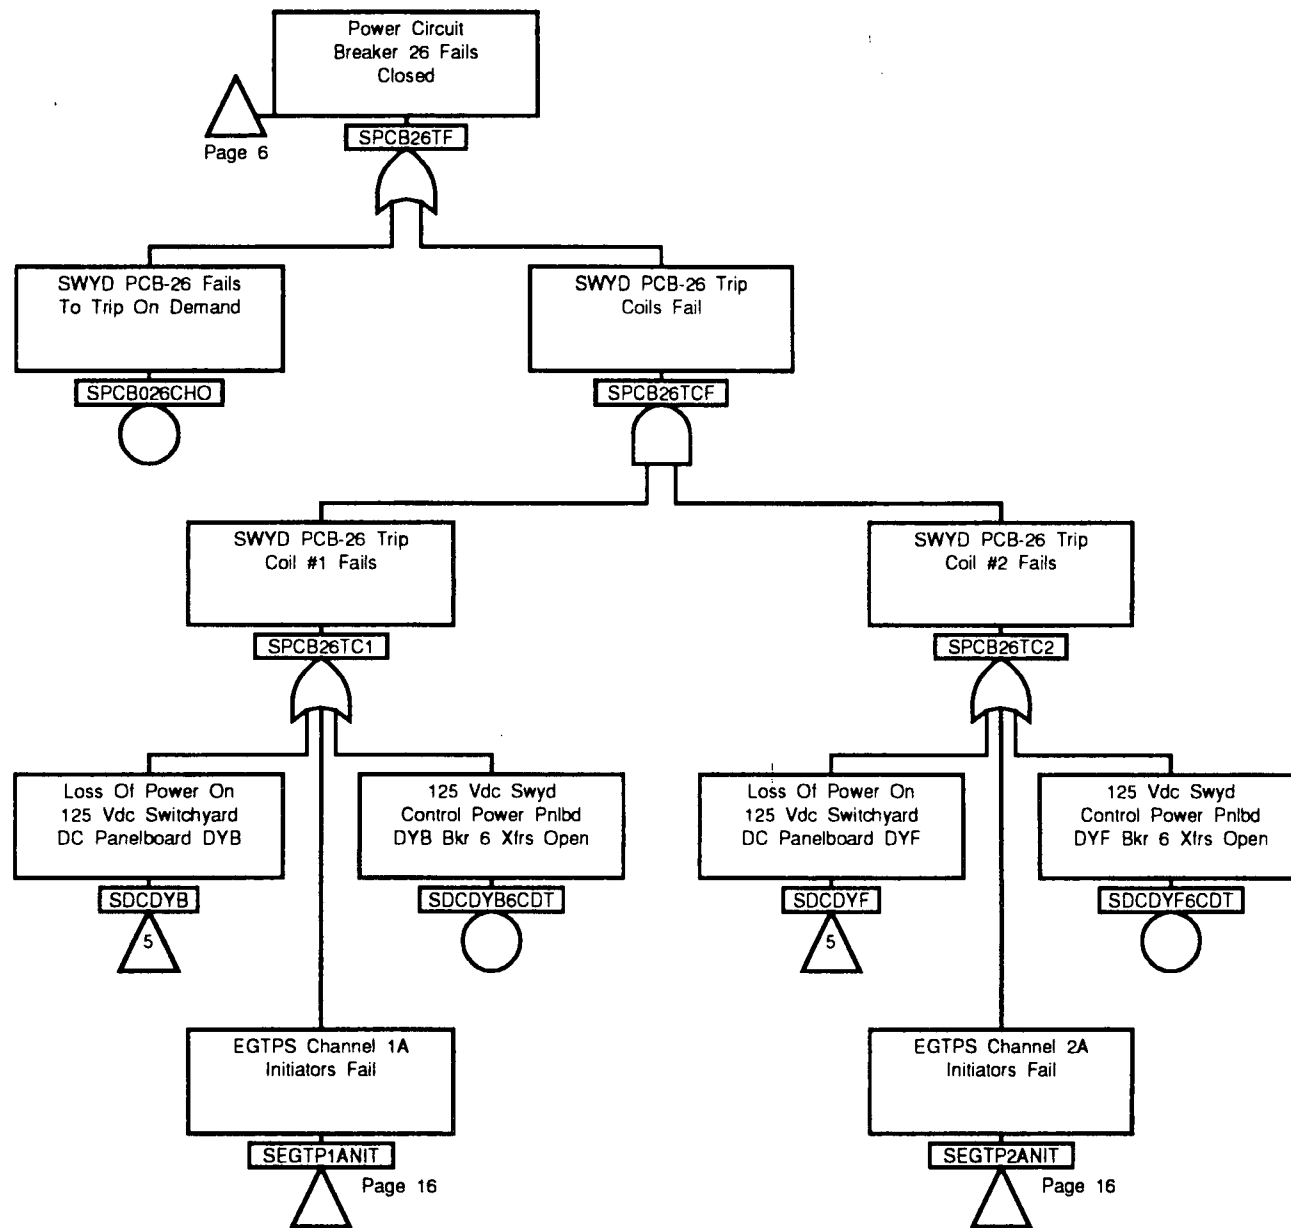 Power Circuit
Breaker 26 Fails
Closed
Page 6
SPCB26TF
SWYD PCB-26 Fails
To Trip On Demand
SPCB026CHO
SWYD PCB-26 Trip
Coils Fail
SPCB26TCF
SWYD PCB-26 Trip
Coil #1 Fails
SPCB26TC1
SWYD PCB-26 Trip
Coil #2 Fails
SPCB26TC2
Loss Of Power On
125 Vdc Switchyard
DC Panelboard DYB
SDCDYB
5
125 Vdc Swyd
Control Power Pnlbd
DYB Bkr 6 Xfrs Open
SDCDYB6CDT
Loss Of Power On
125 Vdc Switchyard
DC Panelboard DYF
SDCDYF
5
125 Vdc Swyd
Control Power Pnlbd
DYF Bkr 6 Xfrs Open
SDCDYF6CDT
EGTPS Channel 1A
Initiators Fail
SEGTP1ANIT
Page 16
EGTPS Channel 2A
Initiators Fail
SEGTP2ANIT
Page 16